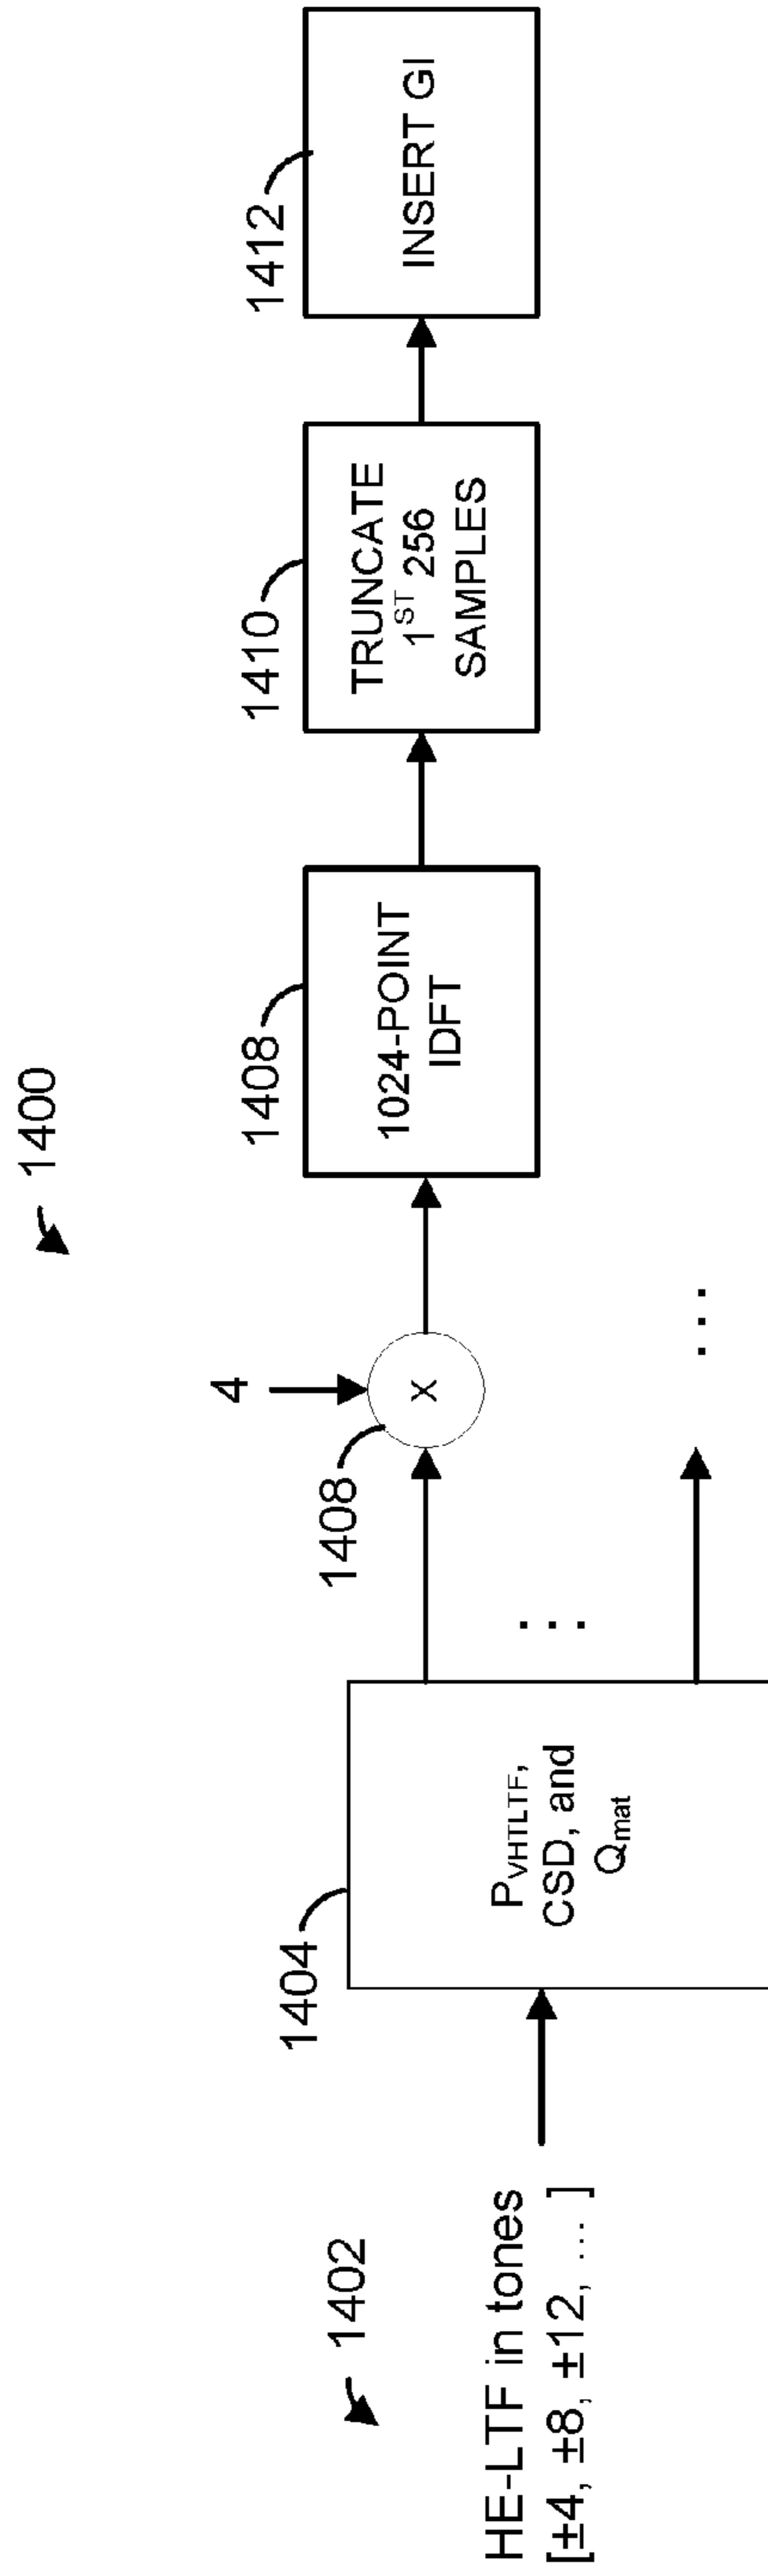 1400
1402
HE-LTF in tones
[±4, ±8, ±12, ... ]
1404
PVHTLTF,
CSD, and
Qmat
...
1408
4
X
...
1408
1024-POINT
IDFT
1410
TRUNCATE
1ST 256
SAMPLES
1412
INSERT GI